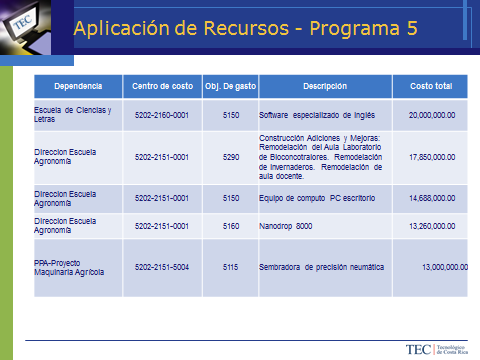 TEC
Aplicación de Recursos - Programa 5
Dependencia Centro de costo Obj. De gasto Descripción Costo total
Escuela de Ciencias y
Letras
5202-2160-0001 5150 Software especializado de Inglés 20,000,000.00
Direccion Escuela
Agronomía
5202-2151-0001 5290
Construcción Adiciones y Mejoras:
Remodelación del Aula Laboratorio
de Bioconcotralores. Remodelación
de Invernaderos. Remodelación de
aula docente.
17,850,000.00
Direccion Escuela
Agronomía
5202-2151-0001 5150 Equipo de computo PC escritorio 14,688,000.00
Direccion Escuela
Agronomía
5202-2151-0001 5160 Nanodrop 8000 13,260,000.00
PPA-Proyecto
Maquinaria Agrícola
5202-2151-5004 5115 Sembradora de precisión neumática 13,000,000.00
TEC Tecnológico
de Costa Rica